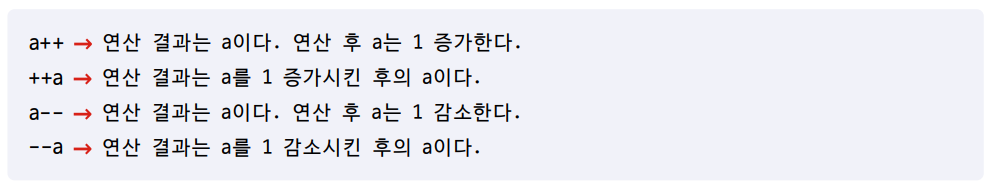 a++ → 연산 결과는 a이다. 연산 후 a는 1 증가한다.
++a → 연산 결과는 a를 1 증가시킨 후의 a이다.
a-- → 연산 결과는 a이다. 연산 후 a는 1 감소한다.
--a → 연산 결과는 a를 1 감소시킨 후의 a이다.